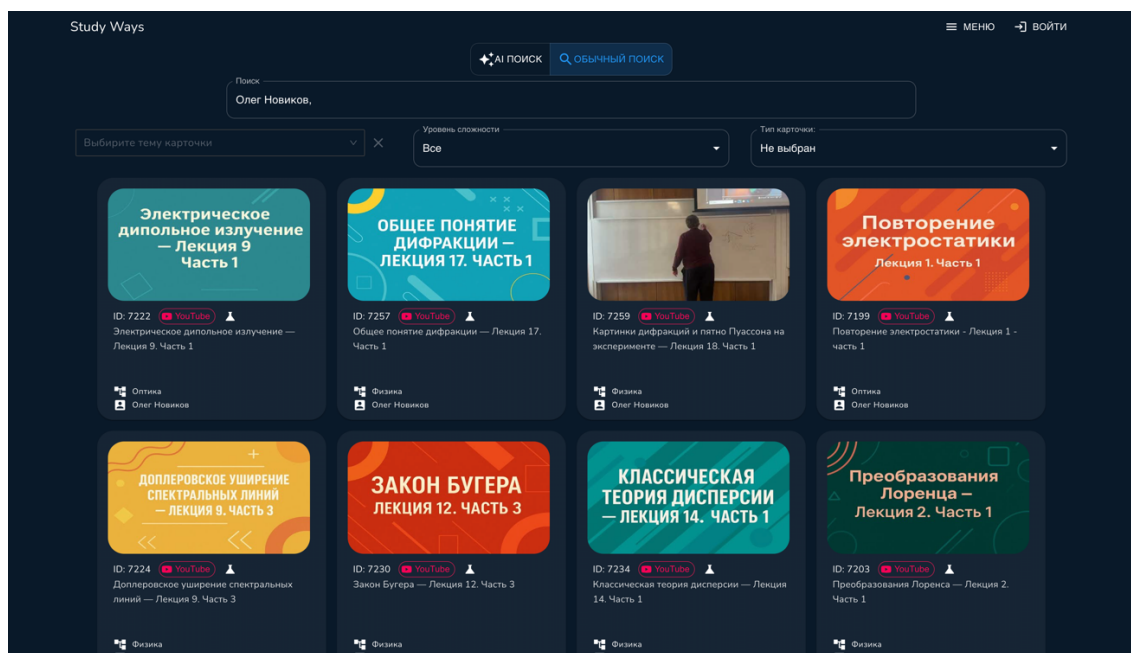 Study Ways
МЕНЮ
ВОЙТИ
AI ПОИСК
ОБЫЧНЫЙ ПОИСК
Поиск
Олег Новиков,
Выбирите тему карточки
Уровень сложности
Все
Тип карточки:
Не выбран
Электрическое
дипольное излучение
— Лекция 9
Часть 1
ID: 7222
YouTube
Электрическое дипольное излучение —
Лекция 9. Часть 1
Оптика
Олег Новиков
ОБЩЕЕ ПОНЯТИЕ
ДИФРАКЦИИ —
ЛЕКЦИЯ 17. ЧАСТЬ 1
ID: 7257
YouTube
Общее понятие дифракции — Лекция 17.
Часть 1
Физика
Олег Новиков
ID: 7259
YouTube
Картинки дифракций и пятно Пуассона на
эксперименте — Лекция 18. Часть 1
Физика
Олег Новиков
Повторение
электростатики
Лекция 1. Часть 1
ID: 7199
YouTube
Повторение электростатики - Лекция 1 -
часть 1
Оптика
Олег Новиков
ДОПЛЕРОВСКОЕ УШИРЕНИЕ
СПЕКТРАЛЬНЫХ ЛИНИЙ
— ЛЕКЦИЯ 9. ЧАСТЬ 3
ID: 7224
YouTube
Доплеровское уширение спектральных
линий — Лекция 9. Часть 3
Физика
ЗАКОН БУГЕРА
ЛЕКЦИЯ 12. ЧАСТЬ 3
ID: 7230
YouTube
Закон Бугера — Лекция 12. Часть 3
Физика
КЛАССИЧЕСКАЯ
ТЕОРИЯ ДИСПЕРСИИ
— ЛЕКЦИЯ 14. ЧАСТЬ 1
ID: 7234
YouTube
Классическая теория дисперсии — Лекция
14. Часть 1
Физика
Преобразования
Лоренца —
Лекция 2. Часть 1
ID: 7203
YouTube
Преобразования Лоренса — Лекция 2.
Часть 1
Физика